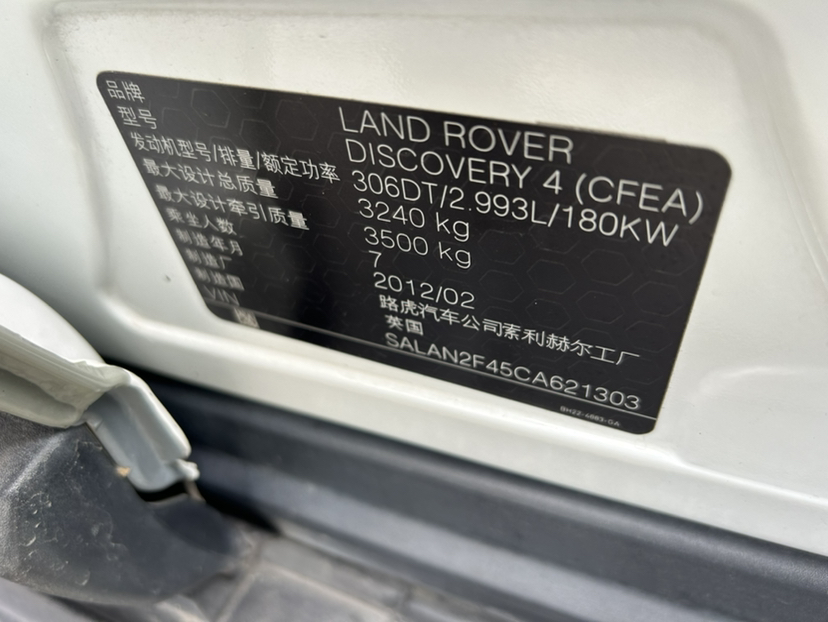 品牌 LAND ROVER
型号 DISCOVERY 4 (CFEA)
发动机型号/排量/额定功率 306DT/2.993L/180KW
最大设计总质量 3240 kg
最大设计牵引质量 3500 kg
乘坐人数 7
制造年月 2012/02
制造厂 路虎汽车公司索利赫尔工厂
制造国 英国
VIN SALAN2F45CA621303
BH22-4883-DA